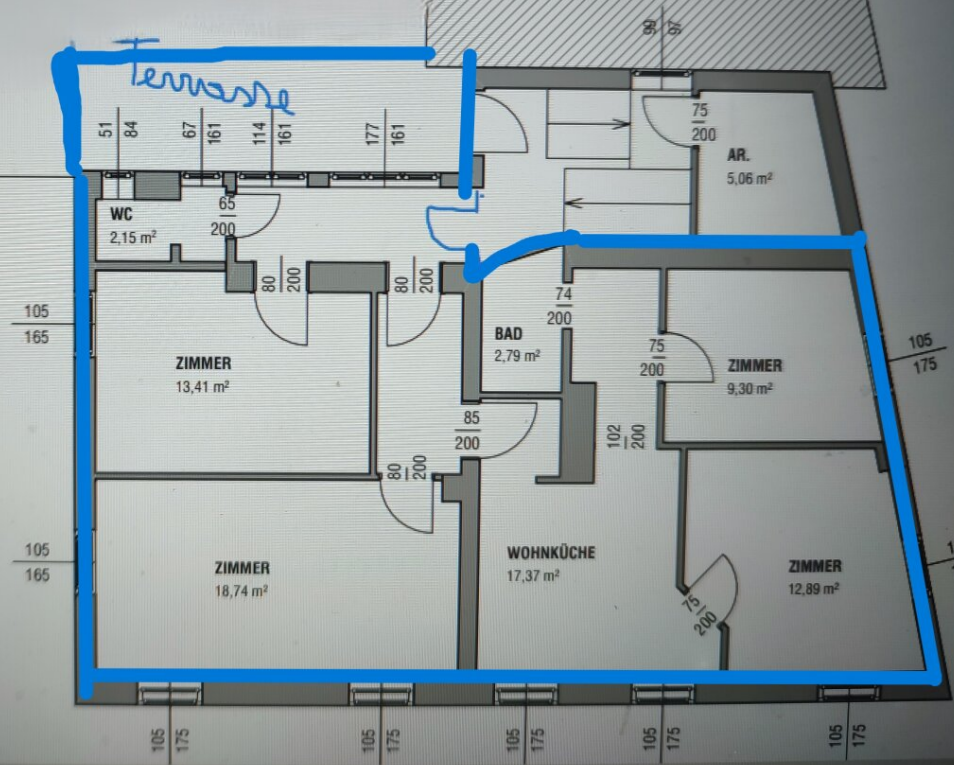 99 97
Terrasse
51 84
67 161
114 161
177 161
75
200
AR.
5,06 m²
WC
2,15 m²
65
200
80 200
80 200
105
165
74
200
BAD
2,79 m²
75
200
ZIMMER
9,30 m²
105
175
ZIMMER
13,41 m²
85
200
102 200
80 200
105
165
ZIMMER
18,74 m²
WOHNKÜCHE
17,37 m²
ZIMMER
12,89 m²
75 200
105 175
105 175
105 175
105 175
105 175